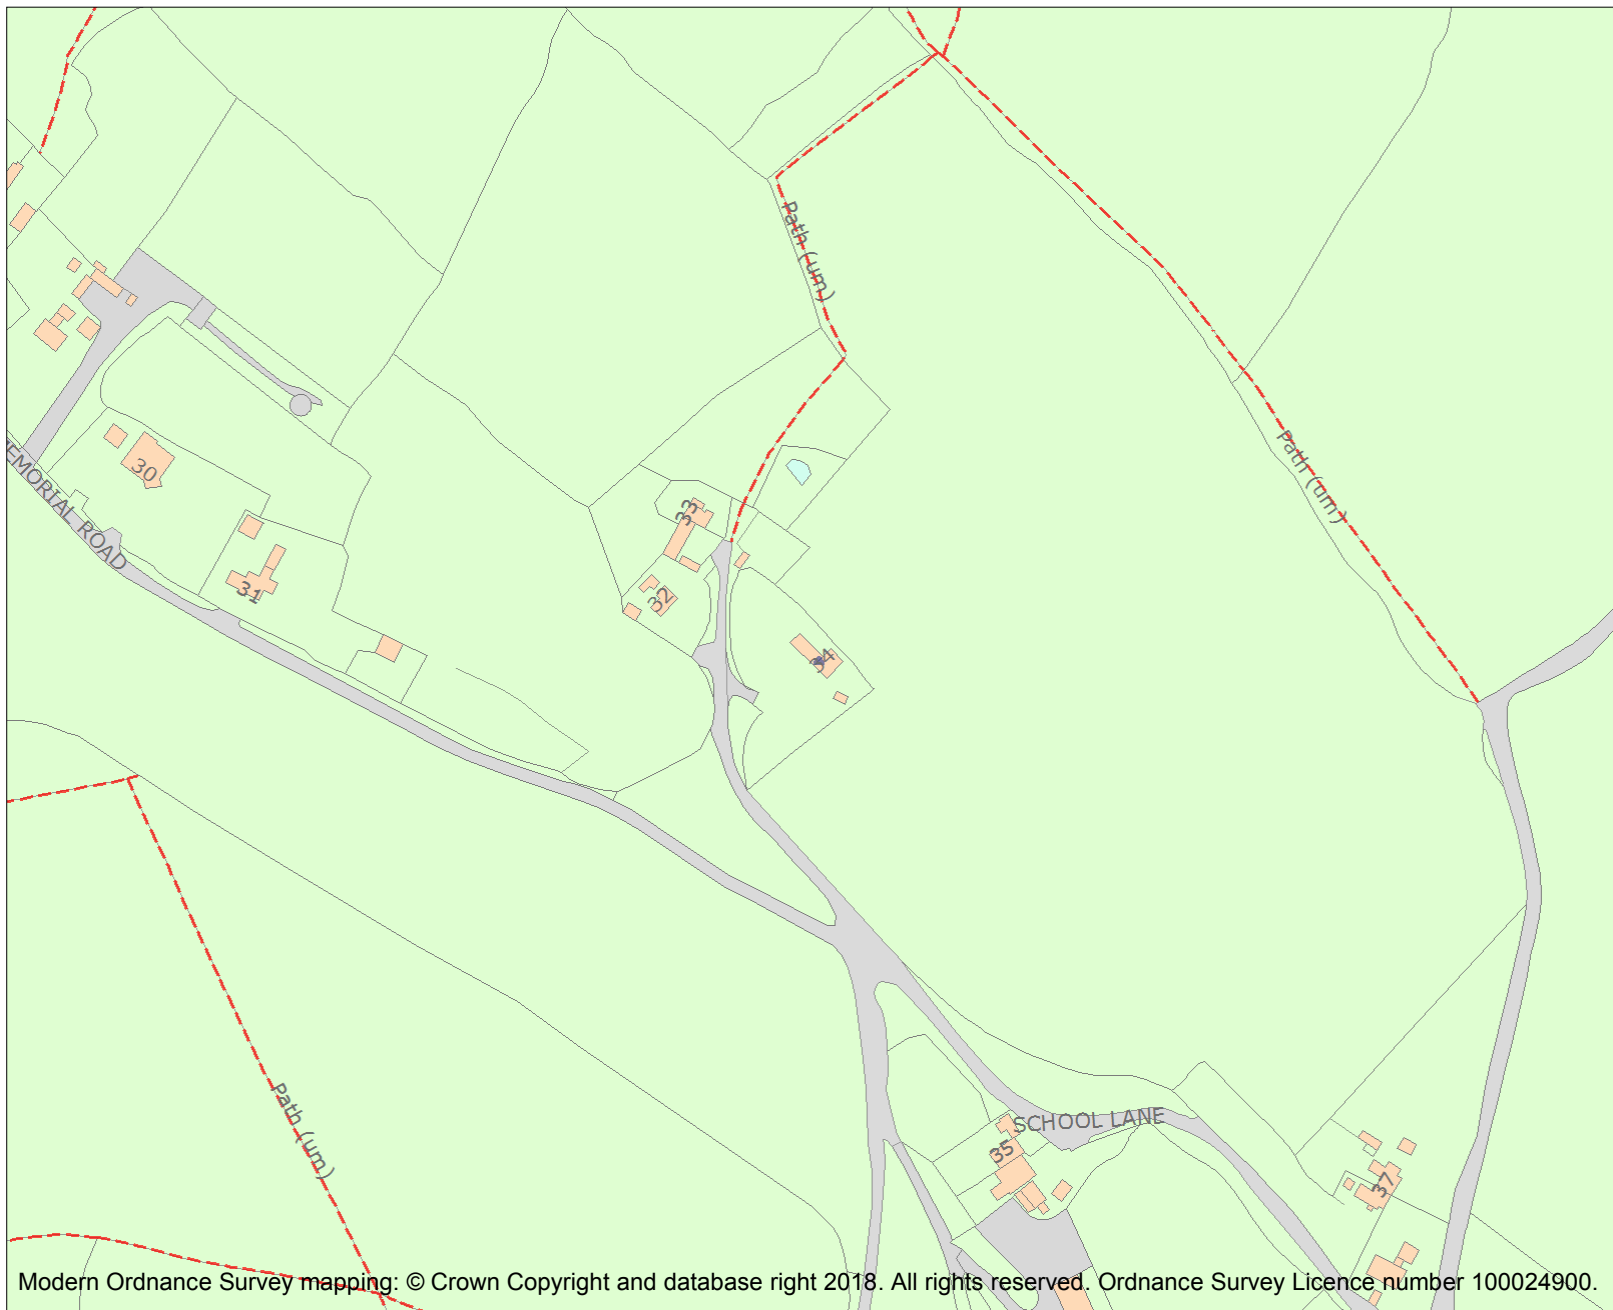 Path (um)
Path (um)
30
EMORIAL ROAD
33
31
32
34
Path (um)
SCHOOL LANE
35
37
Modern Ordnance Survey mapping: © Crown Copyright and database right 2018. All rights reserved. Ordnance Survey Licence number 100024900.